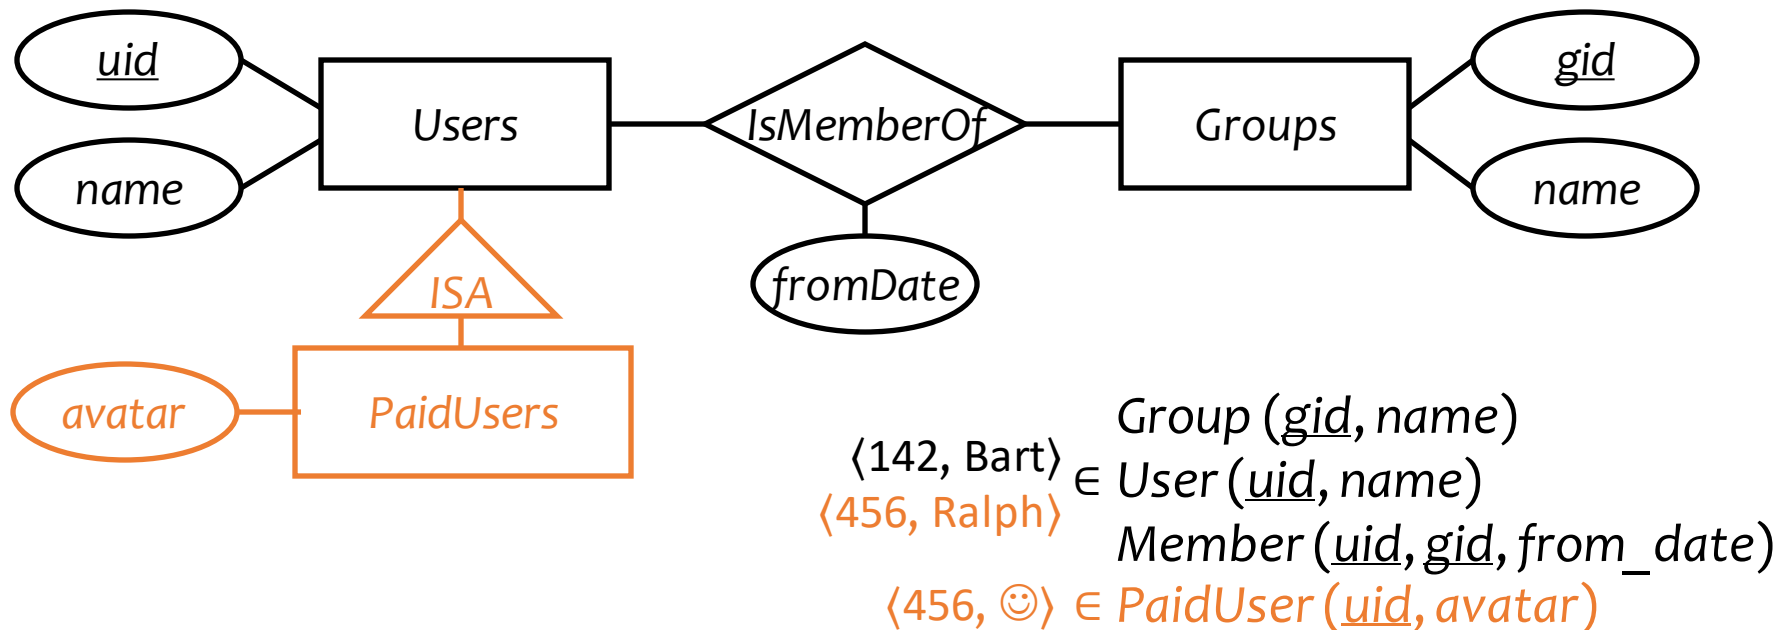 uid
name
Users
IsMemberOf
fromDate
Groups
gid
name
ISA
avatar
PaidUsers
Group (gid, name)
⟨142, Bart⟩
⟨456, Ralph⟩
∈ User (uid, name)
Member (uid, gid, from_date)
⟨456, ☺⟩ ∈ PaidUser (uid, avatar)